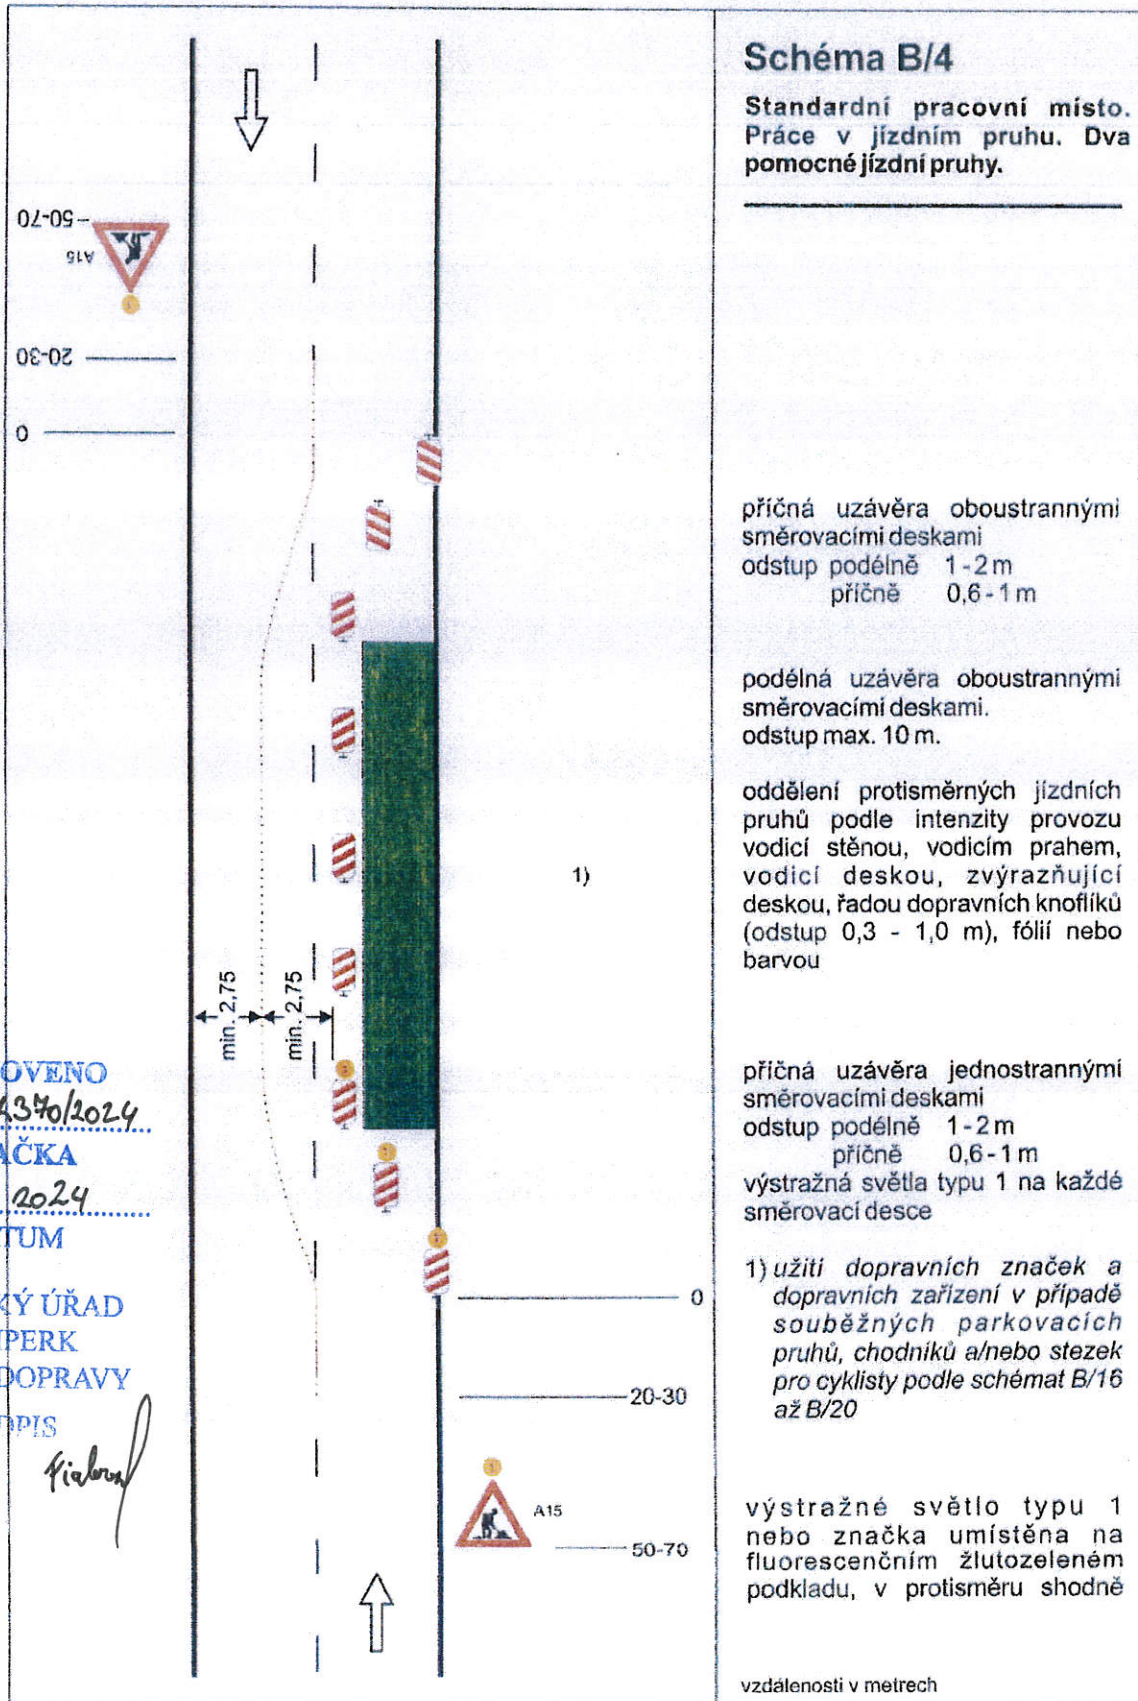 Schéma B/4
Standardní pracovní místo.
Práce v jízdním pruhu. Dva
pomocné jízdní pruhy.
50-70
A15
20-30
0
příčná uzávěra oboustrannými
směrovacími deskami
odstup podélně 1-2 m
příčně 0,6-1 m
podélná uzávěra oboustrannými
směrovacími deskami.
odstup max. 10 m.
oddělení protisměrných jízdních
pruhů podle intenzity provozu
vodicí stěnou, vodicím prahem,
vodicí deskou, zvýrazňující
deskou, řadou dopravních knoflíků
(odstup 0,3 - 1,0 m), fólií nebo
barvou
1)
min. 2,75
min. 2,75
příčná uzávěra jednostrannými
směrovacími deskami
odstup podélně 1-2 m
příčně 0,6-1 m
výstražná světla typu 1 na každé
směrovací desce
OVENO
370/2024
AČKA
2024
TUM
KÝ ÚŘAD
PERK
DOPRAVY
DPIS
0
20-30
A15
50-70
1) užití dopravních značek a
dopravních zařízení v případě
souběžných parkovacích
pruhů, chodníků a/nebo stezek
pro cyklisty podle schémat B/16
až B/20
výstražné světlo typu 1
nebo značka umístěna na
fluorescenčním žlutozeleném
podkladu, v protisměru shodně
vzdálenosti v metrech